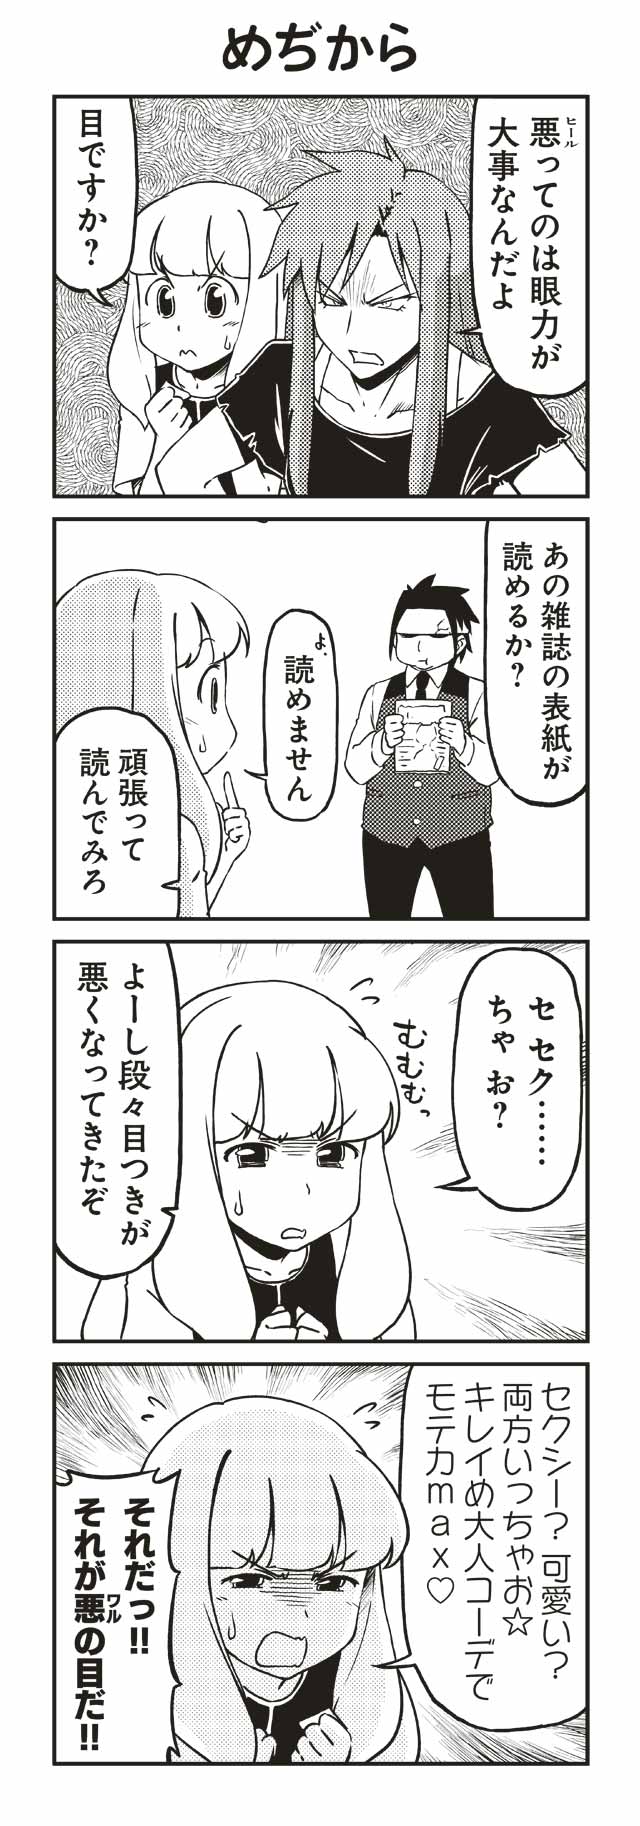 めぢから
悪ってのは眼力が
ヒール
大事なんだよ
目ですか?
あの雑誌の表紙が
読めるか?
よ、
読めません
頑張って
読んでみろ
セ セク……
ちゃ お?
むむむっ
よーし段々目つきが
悪くなってきたぞ
セクシー? 可愛い?
両方いっちゃお☆
キレイめ大人コーデで
モテ力max♡
それだっ!!
それが悪の目だ!!
ワル